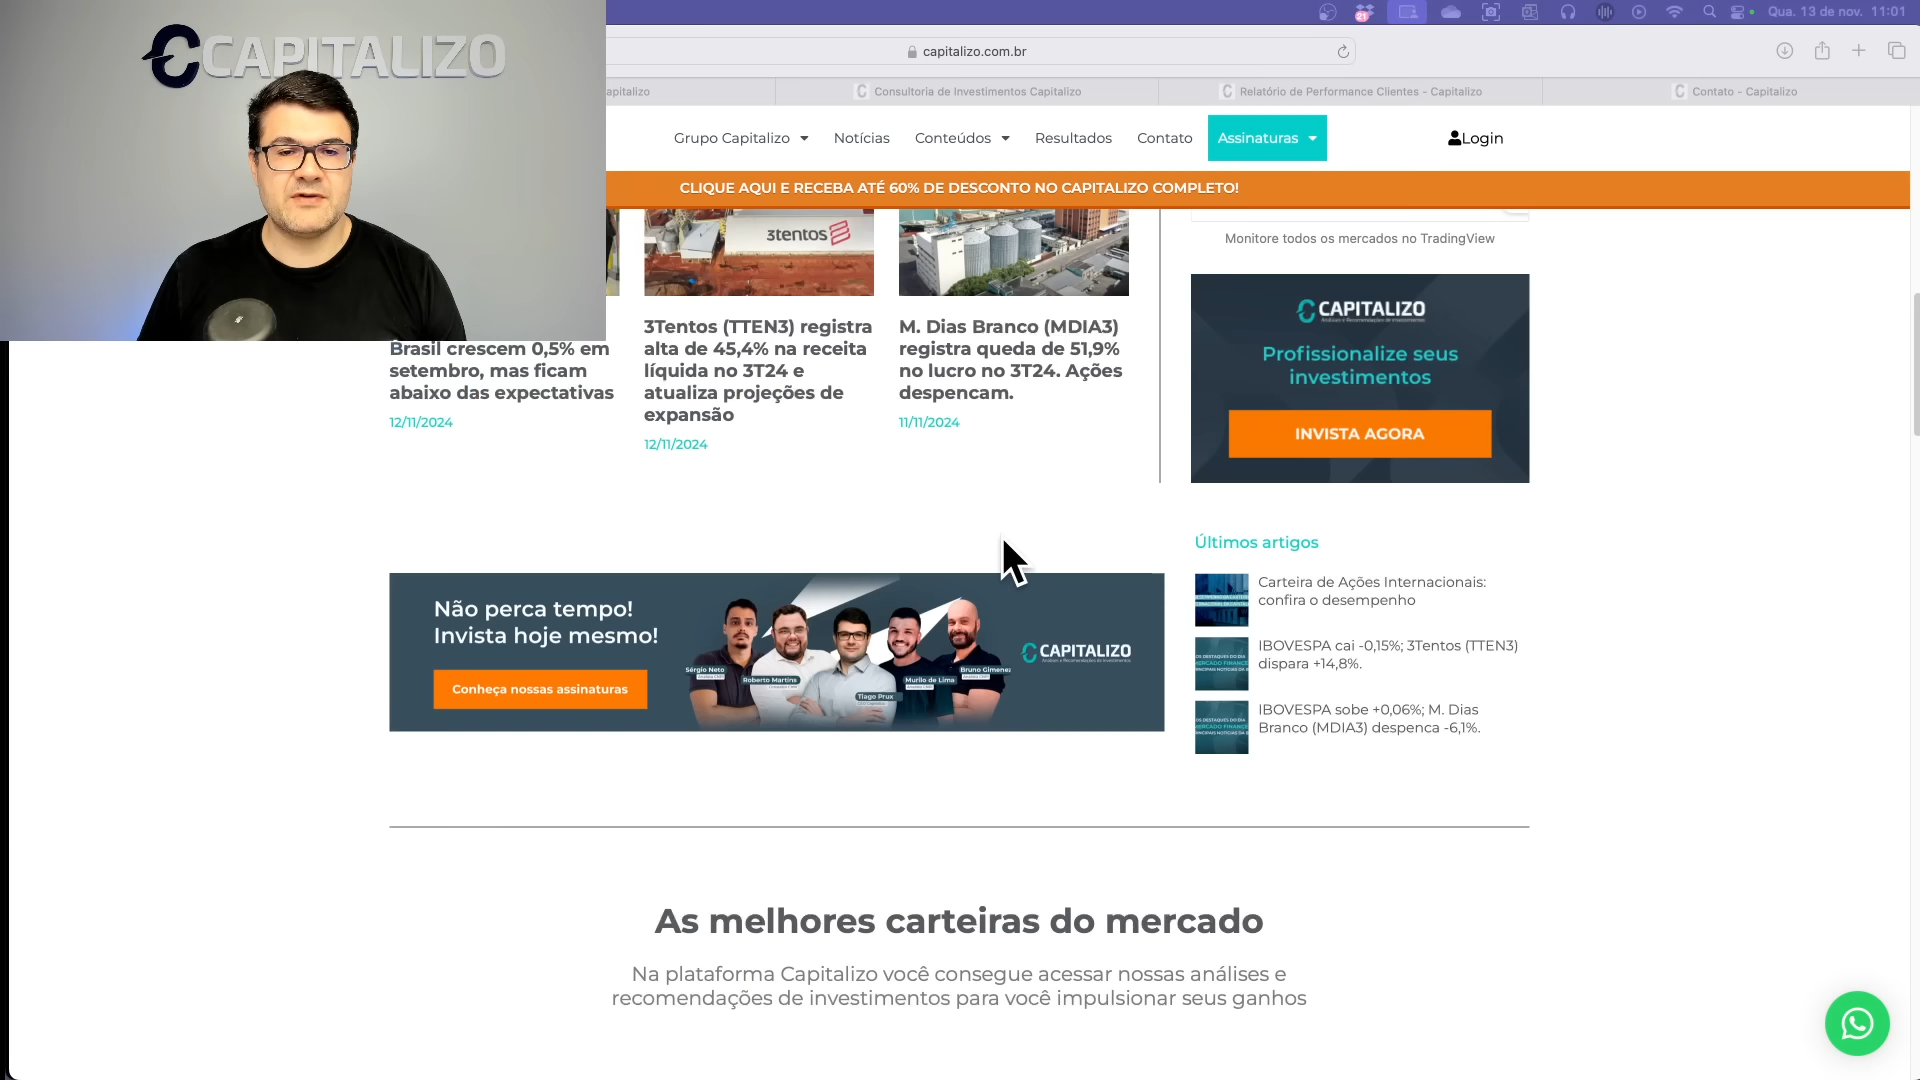 CAPITALIZO
21
Qua. 13 de nov. 11:01
capitalizo.com.br
apitalizo
Consultoria de Investimentos Capitalizo
Relatório de Performance Clientes – Capitalizo
Contato – Capitalizo
Grupo Capitalizo
Notícias
Conteúdos
Resultados
Contato
Assinaturas
Login
CLIQUE AQUI E RECEBA ATÉ 60% DE DESCONTO NO CAPITALIZO COMPLETO!
3tentos
Monitore todos os mercados no TradingView
Brasil crescem 0,5% em
setembro, mas ficam
abaixo das expectativas
12/11/2024
3Tentos (TTEN3) registra
alta de 45,4% na receita
líquida no 3T24 e
atualiza projeções de
expansão
12/11/2024
M. Dias Branco (MDIA3)
registra queda de 51,9%
no lucro no 3T24. Ações
despencam.
11/11/2024
CAPITALIZO
Análises e Recomendações de Investimentos
Profissionalize seus
investimentos
INVISTA AGORA
Não perca tempo!
Invista hoje mesmo!
Conheça nossas assinaturas
Sérgio Neto
Roberto Martins
Tiago Prux
Murilo de Lima
Bruno Gimenez
CAPITALIZO
Análises e Recomendações de Investimentos
Últimos artigos
Carteira de Ações Internacionais:
confira o desempenho
IBOVESPA cai -0,15%; 3Tentos (TTEN3)
dispara +14,8%.
IBOVESPA sobe +0,06%; M. Dias
Branco (MDIA3) despenca -6,1%.
As melhores carteiras do mercado
Na plataforma Capitalizo você consegue acessar nossas análises e
recomendações de investimentos para você impulsionar seus ganhos